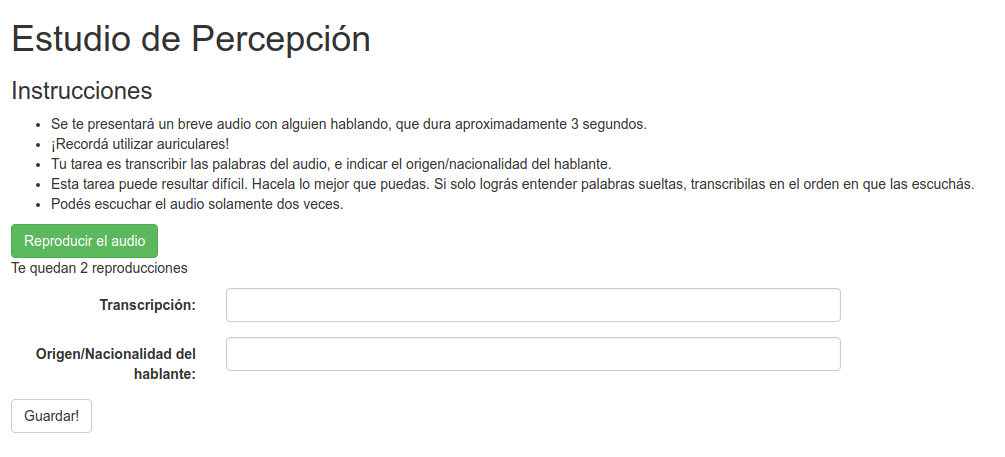 Estudio de Percepción
Instrucciones
• Se te presentará un breve audio con alguien hablando, que dura aproximadamente 3 segundos.
• ¡Recordá utilizar auriculares!
• Tu tarea es transcribir las palabras del audio, e indicar el origen/nacionalidad del hablante.
• Esta tarea puede resultar difícil. Hacela lo mejor que puedas. Si solo lográs entender palabras sueltas, transcribilas en el orden en que las escuchás.
• Podés escuchar el audio solamente dos veces.
Reproducir el audio
Te quedan 2 reproducciones
Transcripción:
Origen/Nacionalidad del
hablante:
Guardar!